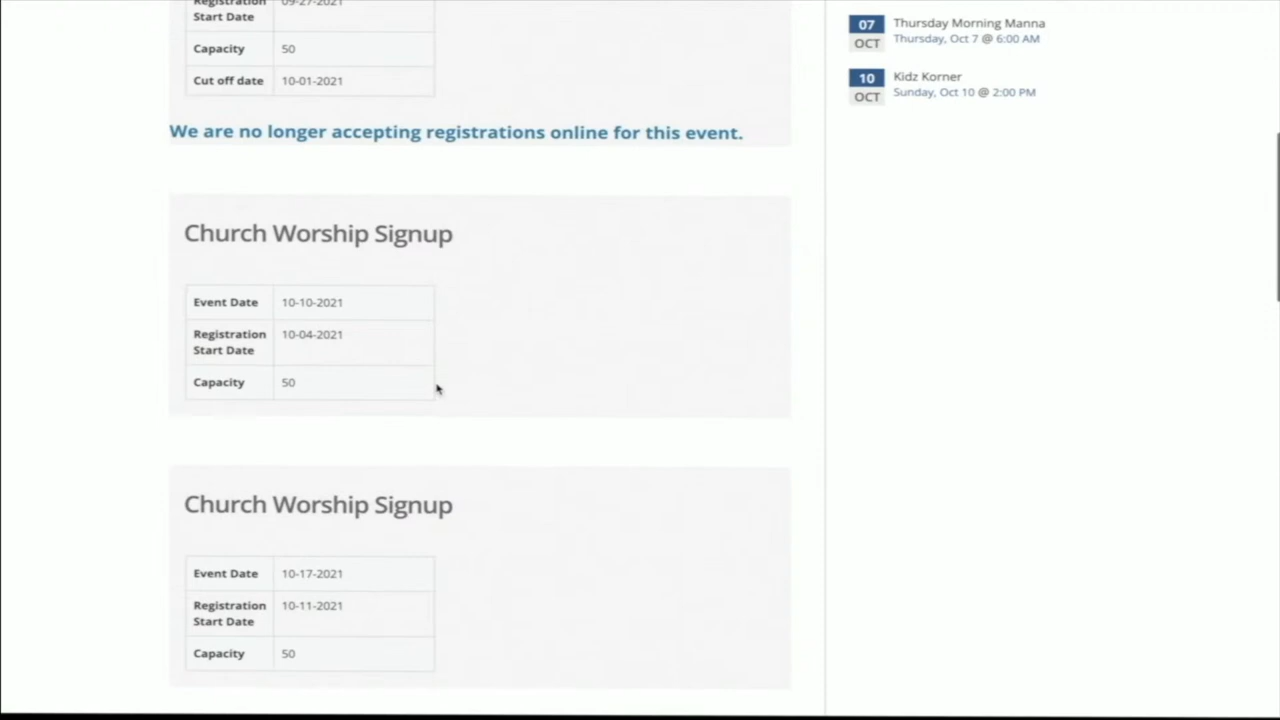 Registration 09-27-2021
Start Date
Capacity 50
Cut off date 10-01-2021
We are no longer accepting registrations online for this event.
Church Worship Signup
Event Date 10-10-2021
Registration 10-04-2021
Start Date
Capacity 50
Church Worship Signup
Event Date 10-17-2021
Registration 10-11-2021
Start Date
Capacity 50
07 Thursday Morning Manna
OCT Thursday, Oct 7 @ 6:00 AM
10 Kidz Korner
OCT Sunday, Oct 10 @ 2:00 PM